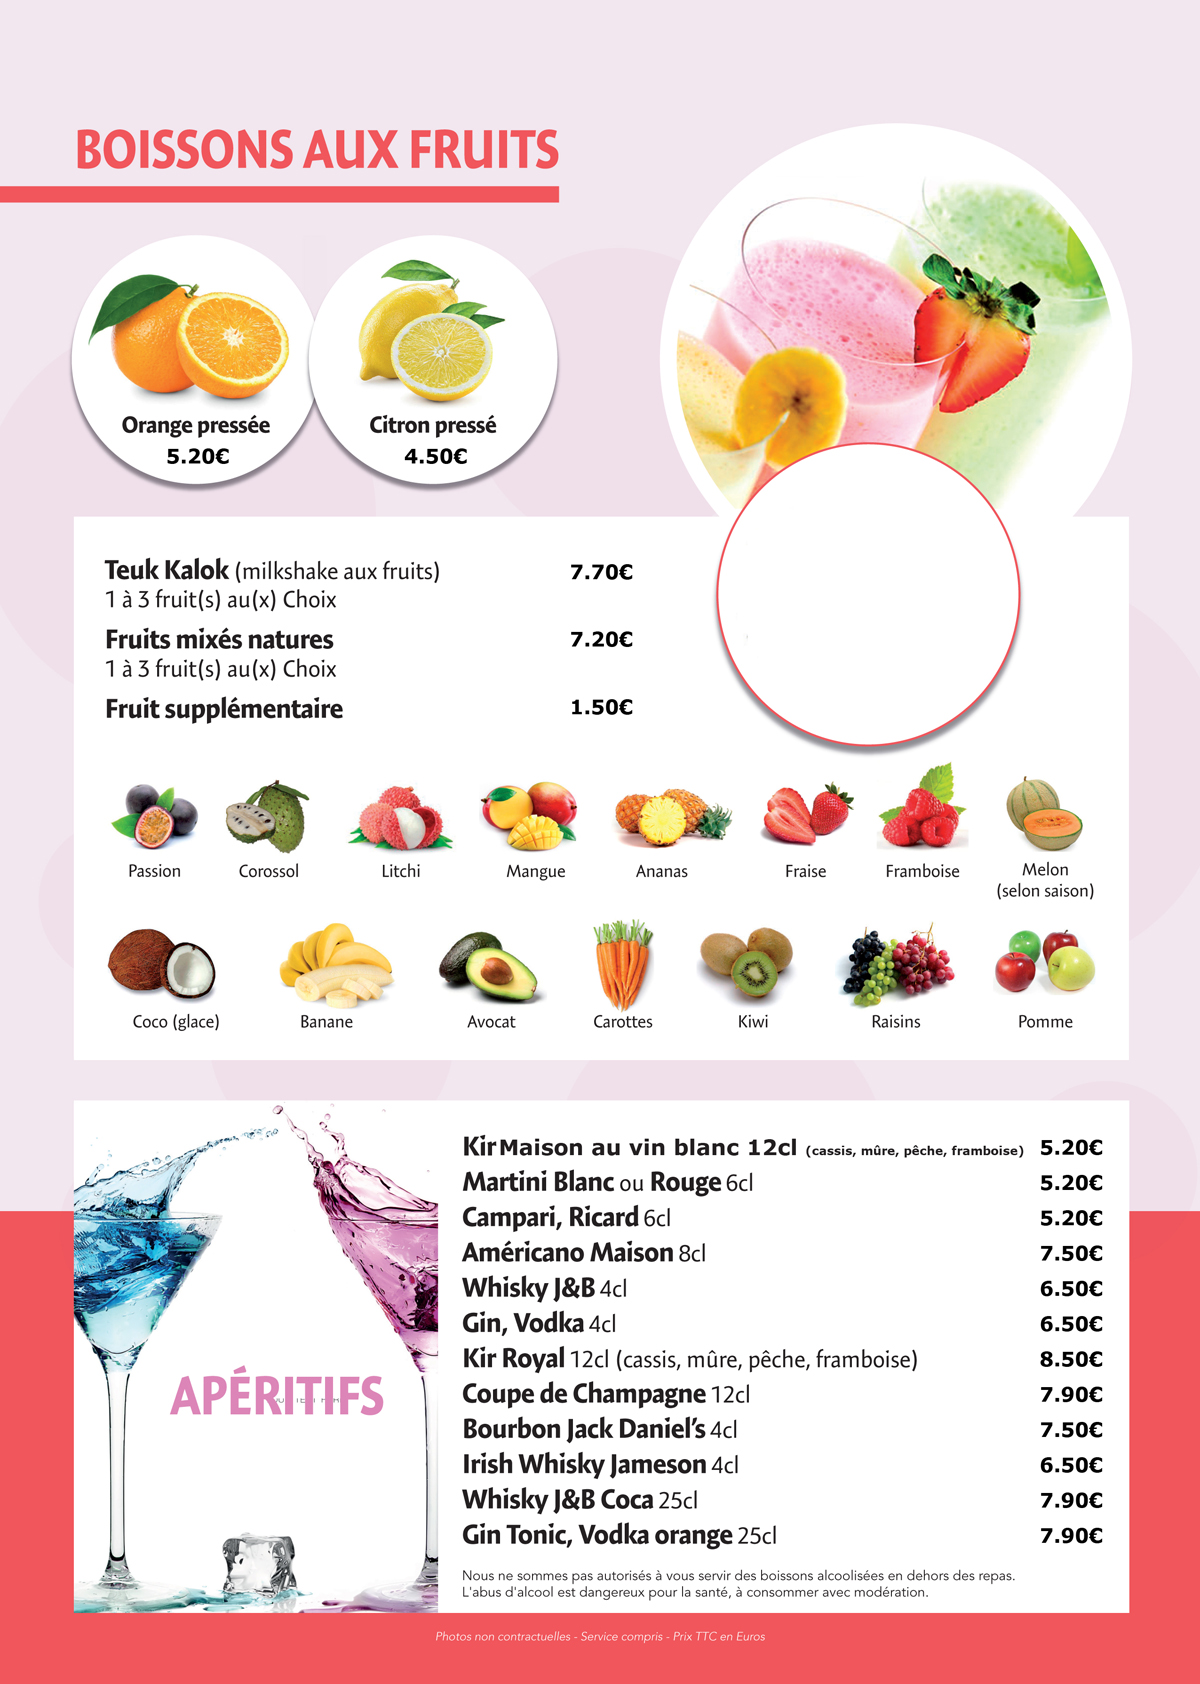 BOISSONS AUX FRUITS
Orange pressée
5.20€
Citron pressé
4.50€
Teuk Kalok (milkshake aux fruits) 7.70€
1 à 3 fruit(s) au(x) Choix
Fruits mixés natures 7.20€
1 à 3 fruit(s) au(x) Choix
Fruit supplémentaire 1.50€
Passion Corossol Litchi Mangue Ananas Fraise Framboise Melon
(selon saison)
Coco (glace) Banane Avocat Carottes Kiwi Raisins Pomme
APÉRITIFS
Kir Maison au vin blanc 12cl (cassis, mûre, pêche, framboise) 5.20€
Martini Blanc ou Rouge 6cl 5.20€
Campari, Ricard 6cl 5.20€
Américano Maison 8cl 7.50€
Whisky J&B 4cl 6.50€
Gin, Vodka 4cl 6.50€
Kir Royal 12cl (cassis, mûre, pêche, framboise) 8.50€
Coupe de Champagne 12cl 7.90€
Bourbon Jack Daniel's 4cl 7.50€
Irish Whisky Jameson 4cl 6.50€
Whisky J&B Coca 25cl 7.90€
Gin Tonic, Vodka orange 25cl 7.90€
Nous ne sommes pas autorisés à vous servir des boissons alcoolisées en dehors des repas.
L'abus d'alcool est dangereux pour la santé, à consommer avec modération.
Photos non contractuelles - Service compris - Prix TTC en Euros